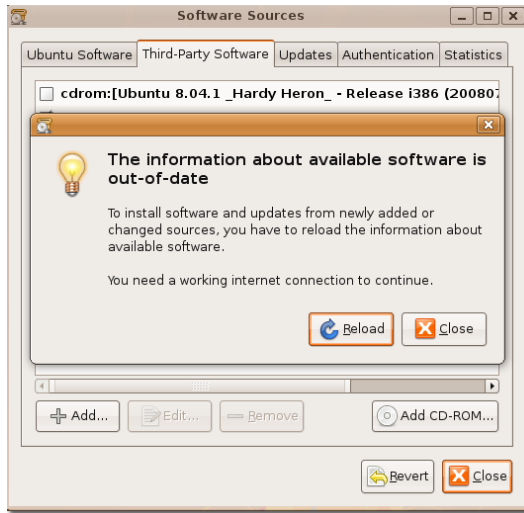 Software Sources
Ubuntu Software Third-Party Software Updates Authentication Statistics
cdrom:[Ubuntu 8.04.1 _Hardy Heron_ - Release i386 (20080
The information about available software is
out-of-date
To install software and updates from newly added or
changed sources, you have to reload the information about
available software.
You need a working internet connection to continue.
Reload Close
Add... Edit... Remove Add CD-ROM...
Revert Close